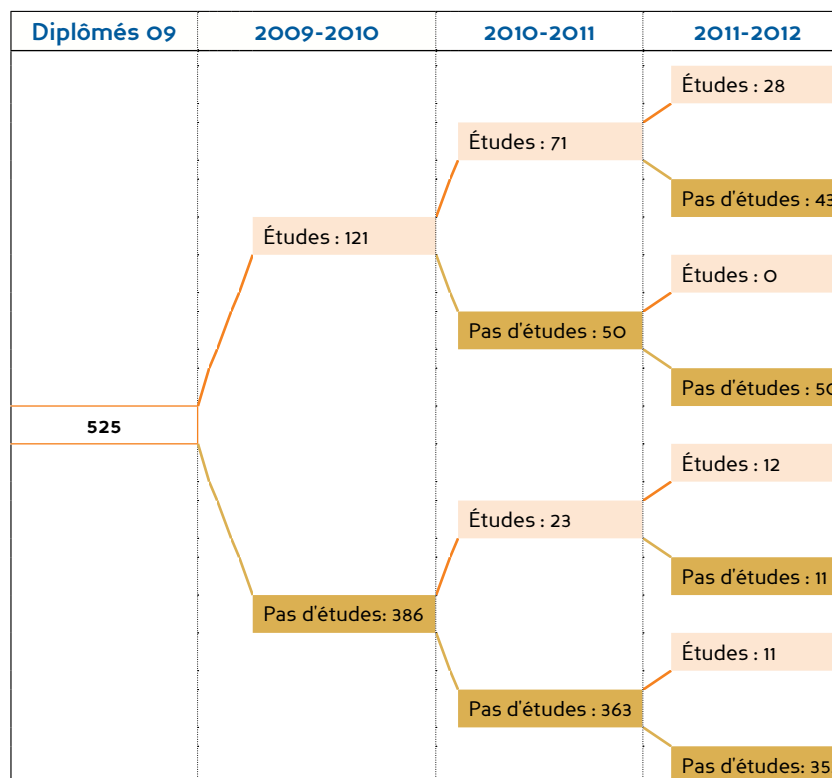 Diplômés 09 2009-2010 2010-2011 2011-2012
Études : 28
Études : 71
Pas d'études : 43
Études : 121
Études : 0
Pas d'études : 50
Pas d'études : 50
525
Études : 12
Études : 23
Pas d'études : 11
Pas d'études: 386
Études : 11
Pas d'études : 363
Pas d'études: 35